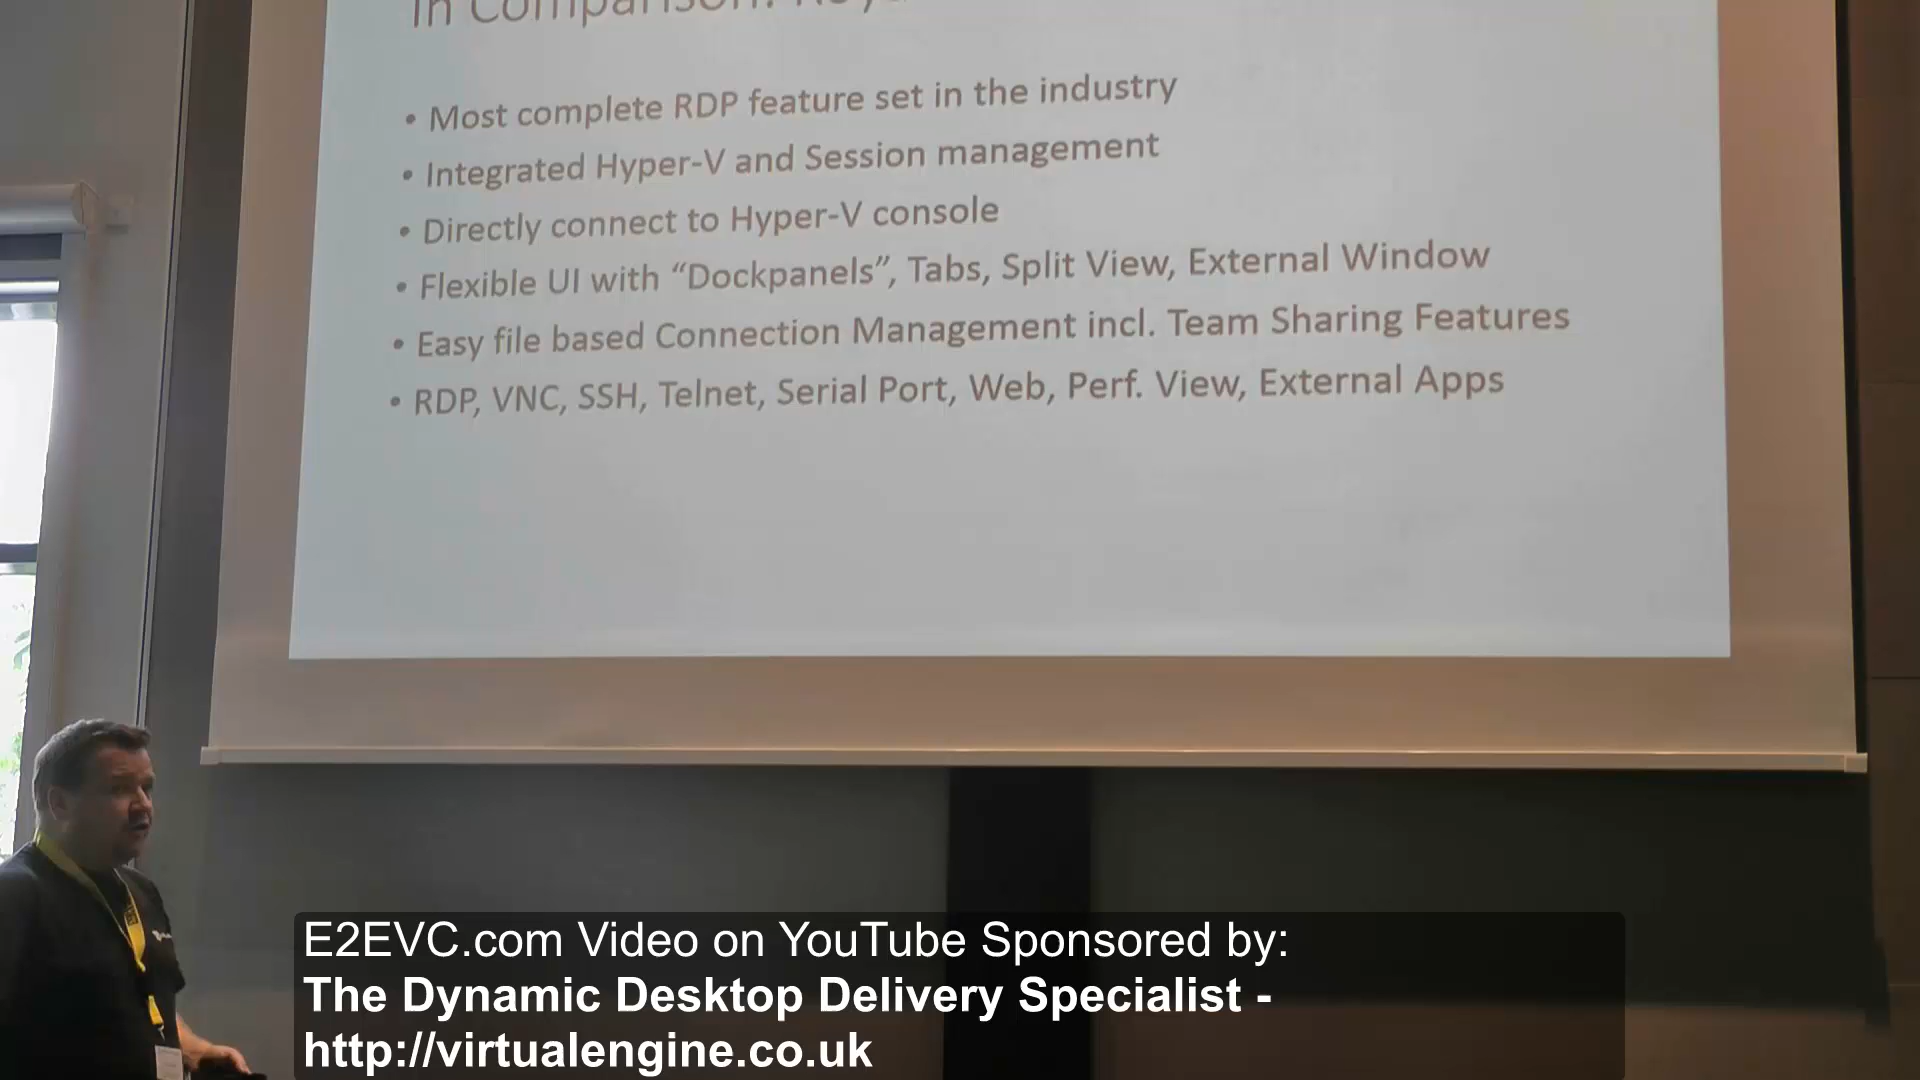 In Comparison:
• Most complete RDP feature set in the industry
• Integrated Hyper-V and Session management
• Directly connect to Hyper-V console
• Flexible UI with “Dockpanels”, Tabs, Split View, External Window
• Easy file based Connection Management incl. Team Sharing Features
• RDP, VNC, SSH, Telnet, Serial Port, Web, Perf. View, External Apps
E2EVC.com Video on YouTube Sponsored by:
The Dynamic Desktop Delivery Specialist -
http://virtualengine.co.uk